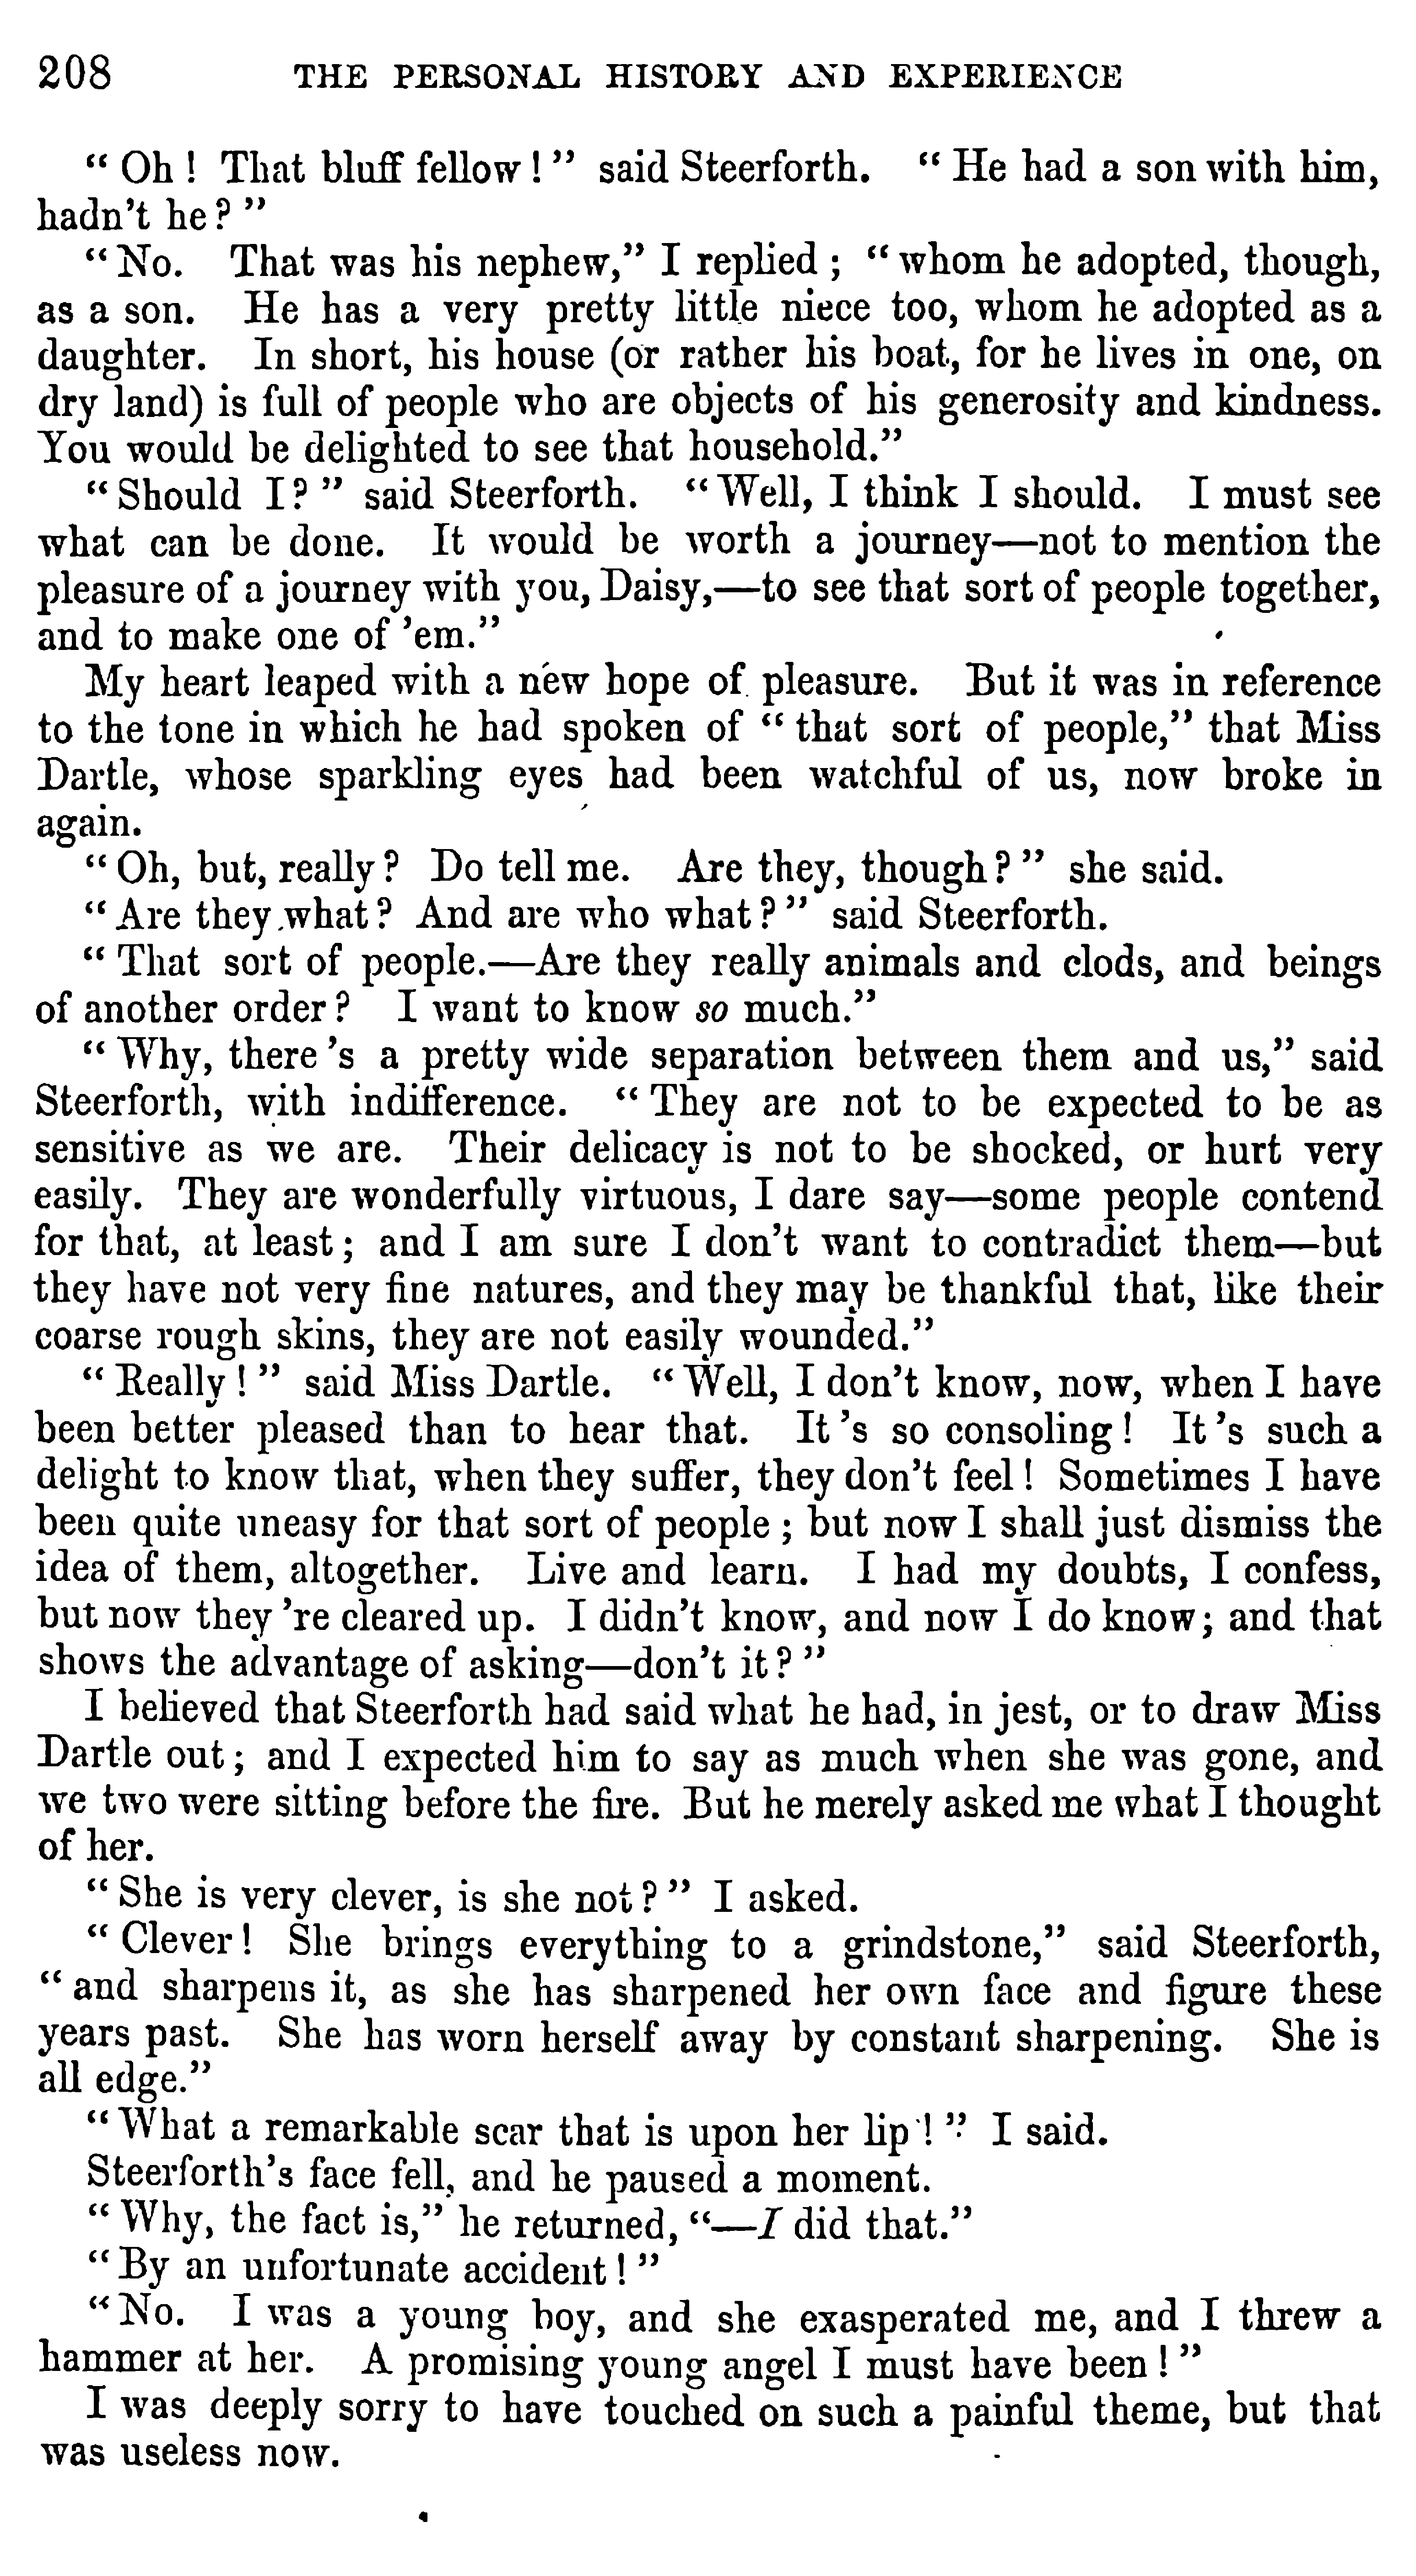 208 THE PERSONAL HISTORY AND EXPERIENCE
“ Oh ! That bluff fellow ! ” said Steerforth. “ He had a son with him,
hadn't he ? ”
“ No. That was his nephew,” I replied ; “ whom he adopted, though,
as a son. He has a very pretty little niece too, whom he adopted as a
daughter. In short, his house (or rather his boat, for he lives in one, on
dry land) is full of people who are objects of his generosity and kindness.
You would be delighted to see that household.”
“ Should I ? ” said Steerforth. “ Well, I think I should. I must see
what can be done. It would be worth a journey—not to mention the
pleasure of a journey with you, Daisy,—to see that sort of people together,
and to make one of 'em.”
My heart leaped with a new hope of pleasure. But it was in reference
to the tone in which he had spoken of “ that sort of people,” that Miss
Dartle, whose sparkling eyes had been watchful of us, now broke in
again.
“ Oh, but, really ? Do tell me. Are they, though ? ” she said.
“ Are they what ? And are who what ? ” said Steerforth.
“ That sort of people.—Are they really animals and clods, and beings
of another order ? I want to know so much.”
“ Why, there 's a pretty wide separation between them and us,” said
Steerforth, with indifference. “ They are not to be expected to be as
sensitive as we are. Their delicacy is not to be shocked, or hurt very
easily. They are wonderfully virtuous, I dare say—some people contend
for that, at least ; and I am sure I don't want to contradict them—but
they have not very fine natures, and they may be thankful that, like their
coarse rough skins, they are not easily wounded.”
“ Really ! ” said Miss Dartle. “ Well, I don't know, now, when I have
been better pleased than to hear that. It 's so consoling ! It 's such a
delight to know that, when they suffer, they don't feel ! Sometimes I have
been quite uneasy for that sort of people ; but now I shall just dismiss the
idea of them, altogether. Live and learn. I had my doubts, I confess,
but now they 're cleared up. I didn't know, and now I do know ; and that
shows the advantage of asking—don't it ? ”
I believed that Steerforth had said what he had, in jest, or to draw Miss
Dartle out ; and I expected him to say as much when she was gone, and
we two were sitting before the fire. But he merely asked me what I thought
of her.
“ She is very clever, is she not ? ” I asked.
“ Clever ! She brings everything to a grindstone,” said Steerforth,
“ and sharpens it, as she has sharpened her own face and figure these
years past. She has worn herself away by constant sharpening. She is
all edge.”
“ What a remarkable scar that is upon her lip ! ” I said.
Steerforth's face fell, and he paused a moment.
“ Why, the fact is,” he returned, “—I did that.”
“ By an unfortunate accident ! ”
“ No. I was a young boy, and she exasperated me, and I threw a
hammer at her. A promising young angel I must have been ! ”
I was deeply sorry to have touched on such a painful theme, but that
was useless now.